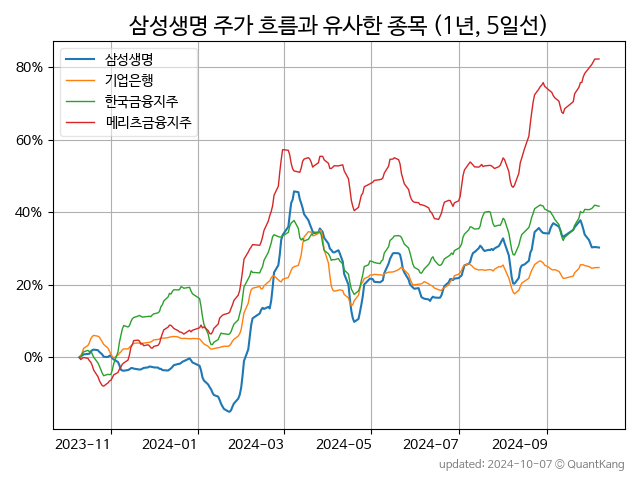 삼성생명 주가 흐름과 유사한 종목 (1년, 5일선)
삼성생명
기업은행
한국금융지주
메리츠금융지주
80%
60%
40%
20%
0%
2023-11
2024-01
2024-03
2024-05
2024-07
2024-09
updated: 2024-10-07 © QuantKang